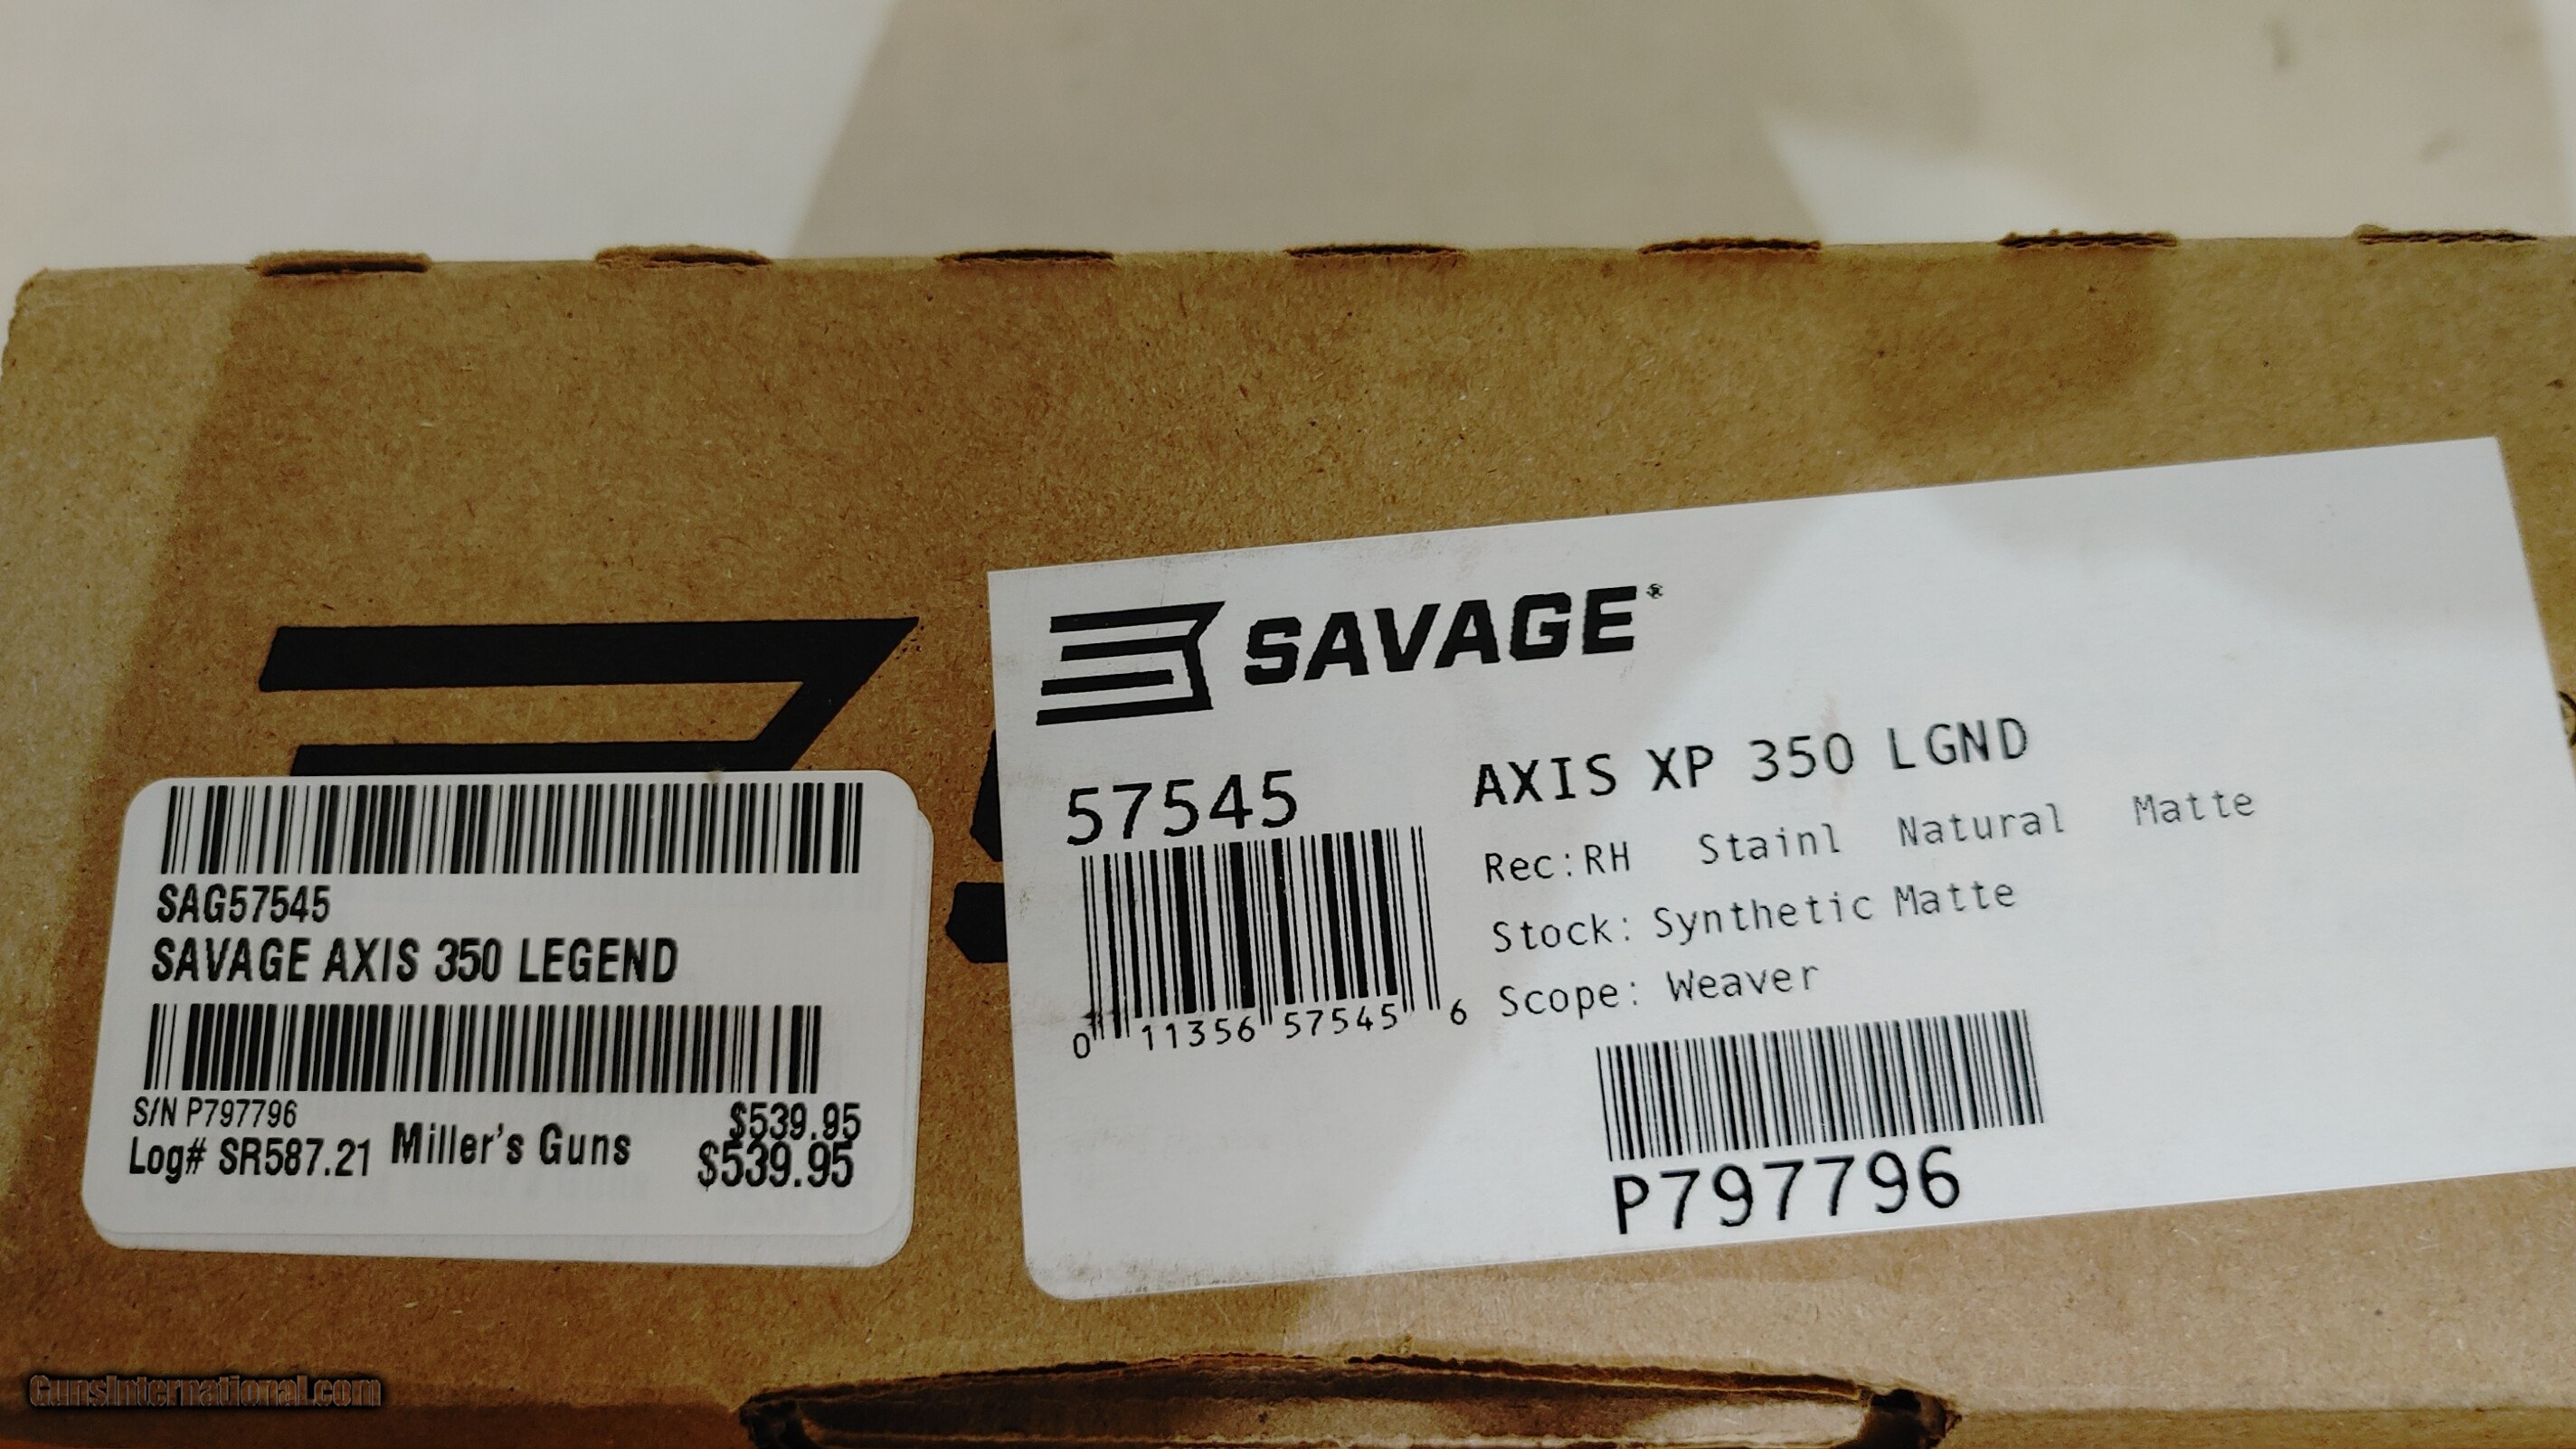 SAVAGE®
57545
AXIS XP 350 LGND
Rec:RH Stainl Natural Matte
Stock: Synthetic Matte
Scope: Weaver
0 11356 57545 6
P797796
SAG57545
SAVAGE AXIS 350 LEGEND
S/N P797796
$539.95
Log# SR587.21 Miller's Guns
$539.95
GunsInternational.com